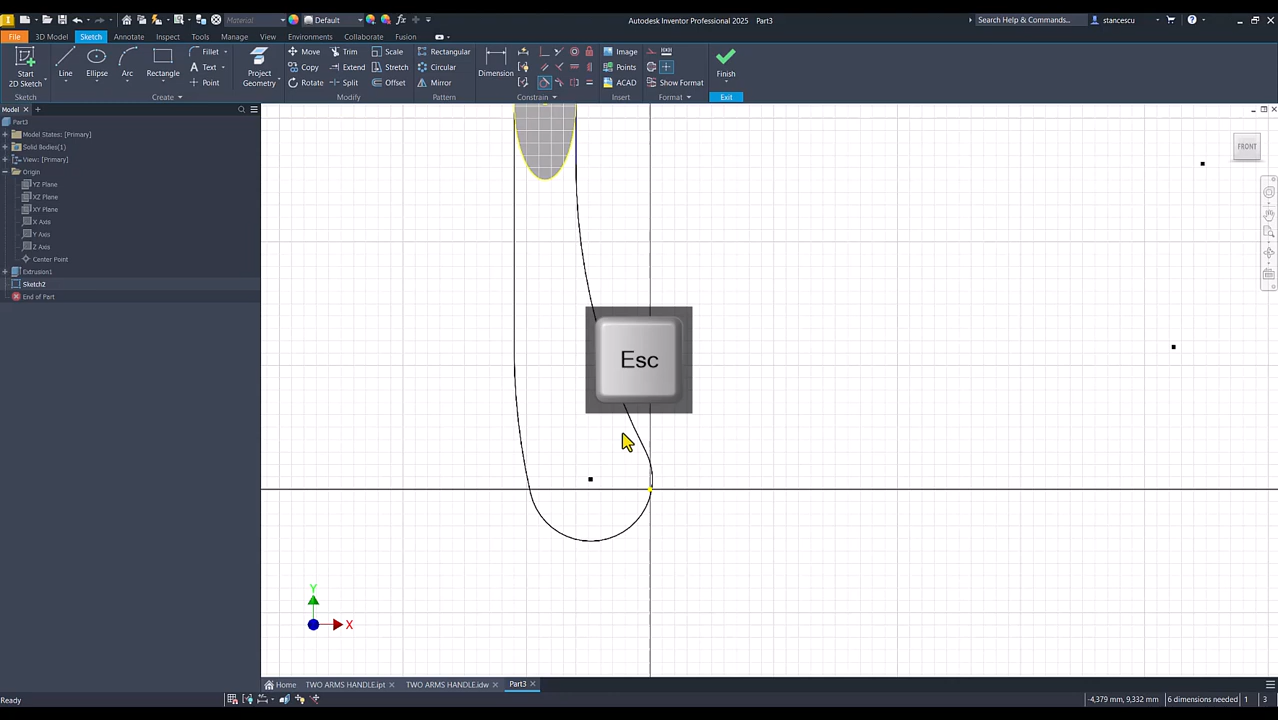 Material Default fx Autodesk Inventor Professional 2025 Part3 Search Help & Commands... stancescu
File 3D Model Sketch Annotate Inspect Tools Manage View Environments Collaborate Fusion
Start 2D Sketch Line Ellipse Arc Rectangle Fillet Text Point Project Geometry Move Copy Rotate Trim Extend Split Scale Stretch Offset Rectangular Circular Mirror Dimension Image Points ACAD Show Format Finish
Sketch Create Modify Pattern Constrain Insert Format Exit
Model
Part3
Model States: [Primary]
Solid Bodies(1)
View: [Primary]
Origin
YZ Plane
XZ Plane
XY Plane
X Axis
Y Axis
Z Axis
Center Point
Extrusion1
Sketch2
End of Part
FRONT
Esc
Y
X
Home TWO ARMS HANDLE.ipt TWO ARMS HANDLE.idw Part3
Ready -4,379 mm, 9,332 mm 6 dimensions needed 1 3